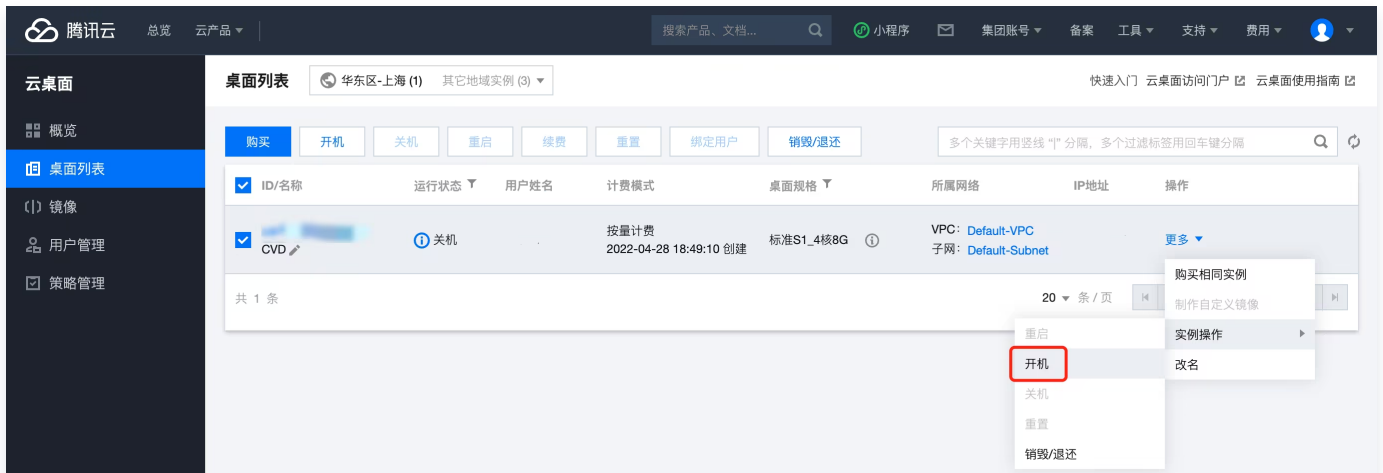 腾讯云 总览 云产品 搜索产品、文档... 小程序 集团账号 备案 工具 支持 费用
云桌面 桌面列表 华东区-上海 (1) 其它地域实例 (3) 快速入门 云桌面访问门户 云桌面使用指南
概览
桌面列表
镜像
用户管理
策略管理
购买 开机 关机 重启 续费 重置 绑定用户 销毁/退还 多个关键字用竖线 "|" 分隔，多个过滤标签用回车键分隔
ID/名称 运行状态 用户姓名 计费模式 桌面规格 所属网络 IP地址 操作
CVD 关机 按量计费 标准S1_4核8G VPC: Default-VPC 更多
2022-04-28 18:49:10 创建 子网: Default-Subnet
共 1 条 20 条 / 页
购买相同实例
制作自定义镜像
实例操作
改名
重启
开机
关机
重置
销毁/退还